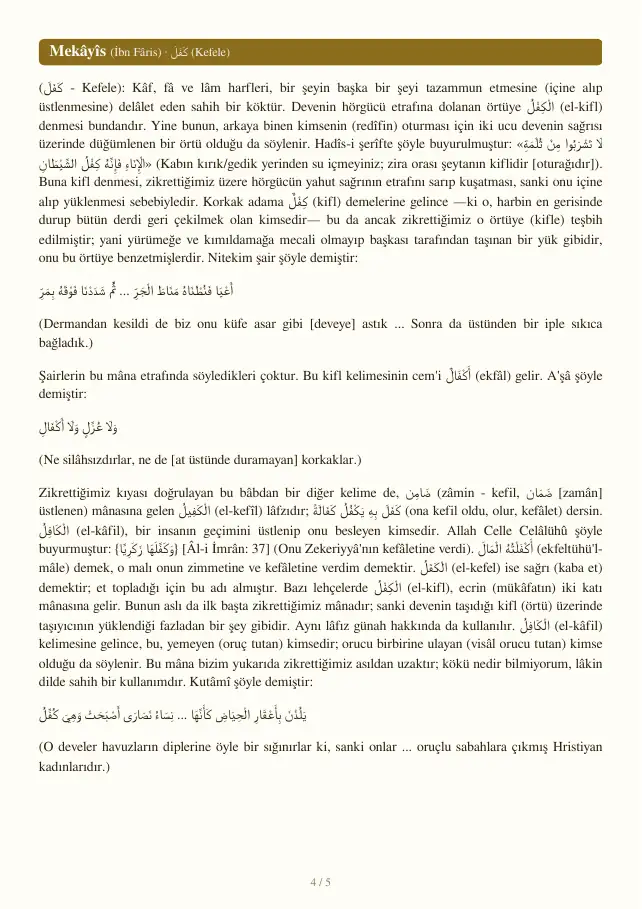 Mekâyîs (İbn Fâris) · كَفَلَ (Kefele)
(كَفَلَ - Kefele): Kâf, fâ ve lâm harfleri, bir şeyin başka bir şeyi tazammun etmesine (içine alıp
üstlenmesine) delâlet eden sahih bir köktür. Devenin hörgücü etrafına dolanan örtüye الْكِفْلُ (el-kifl)
denmesi bundandır. Yine bunun, arkaya binen kimsenin (redîfin) oturması için iki ucu devenin sağrısı
üzerinde düğümlenen bir örtü olduğu da söylenir. Hadîs-i şerîfte şöyle buyurulmuştur: «لَا تَشْرَبُوا مِنْ ثُلْمَةِ
الْإِنَاءِ فَإِنَّهُ كِفْلُ الشَّيْطَانِ» (Kabın kırık/gedik yerinden su içmeyiniz; zira orası şeytanın kiflidir [oturağıdır]).
Buna kifl denmesi, zikrettiğimiz üzere hörgücün yahut sağrının etrafını sarıp kuşatması, sanki onu içine
alıp yüklenmesi sebebiyledir. Korkak adama كِفْلٌ (kifl) demelerine gelince —ki o, harbin en gerisinde
durup bütün derdi geri çekilmek olan kimsedir— bu da ancak zikrettiğimiz o örtüye (kifle) teşbih
edilmiştir; yani yürümeğe ve kımıldamağa mecali olmayıp başkası tarafından taşınan bir yük gibidir,
onu bu örtüye benzetmişlerdir. Nitekim şair şöyle demiştir:
أَعْيَا فَنُطْنَاهُ مَنَاطَ الْجَرِّ ... ثُمَّ شَدَدْنَا فَوْقَهُ بِمَرِّ
(Dermandan kesildi de biz onu küfe asar gibi [deveye] astık ... Sonra da üstünden bir iple sıkıca
bağladık.)
Şairlerin bu mâna etrafında söyledikleri çoktur. Bu kifl kelimesinin cem'i أَكْفَالٌ (ekfâl) gelir. A'şâ şöyle
demiştir:
وَلَا عُزَّلٍ وَلَا أَكْفَالِ
(Ne silâhsızdırlar, ne de [at üstünde duramayan] korkaklar.)
Zikrettiğimiz kıyası doğrulayan bu bâbdan bir diğer kelime de, ضَامِن (zâmin - kefil, ضَمَان [zamân]
üstlenen) mânasına gelen الْكَفِيلُ (el-kefîl) lâfzıdır; كَفَلَ بِهِ يَكْفُلُ كَفَالَةً (ona kefil oldu, olur, kefâlet) dersin.
الْكَافِلُ (el-kâfil), bir insanın geçimini üstlenip onu besleyen kimsedir. Allah Celle Celâlühû şöyle
buyurmuştur: {وَكَفَّلَهَا زَكَرِيَّا} [Âl-i İmrân: 37] (Onu Zekeriyyâ'nın kefâletine verdi). أَكْفَلْتُهُ الْمَالَ (ekfeltühü'l-
mâle) demek, o malı onun zimmetine ve kefâletine verdim demektir. الْكَفَلُ (el-kefel) ise sağrı (kaba et)
demektir; et topladığı için bu adı almıştır. Bazı lehçelerde الْكِفْلُ (el-kifl), ecrin (mükâfatın) iki katı
mânasına gelir. Bunun aslı da ilk başta zikrettiğimiz mânadır; sanki devenin taşıdığı kifl (örtü) üzerinde
taşıyıcının yüklendiği fazladan bir şey gibidir. Aynı lâfız günah hakkında da kullanılır. الْكَافِلُ (el-kâfil)
kelimesine gelince, bu, yemeyen (oruç tutan) kimsedir; orucu birbirine ulayan (visâl orucu tutan) kimse
olduğu da söylenir. Bu mâna bizim yukarıda zikrettiğimiz asıldan uzaktır; kökü nedir bilmiyorum, lâkin
dilde sahih bir kullanımdır. Kutâmî şöyle demiştir:
يَلُذْنَ بِأَعْقَارِ الْحِيَاضِ كَأَنَّهَا ... نِسَاءُ نَصَارَى أَصْبَحَتْ وَهِيَ كُفَّلُ
(O develer havuzların diplerine öyle bir sığınırlar ki, sanki onlar ... oruçlu sabahlara çıkmış Hristiyan
kadınlarıdır.)
4 / 5